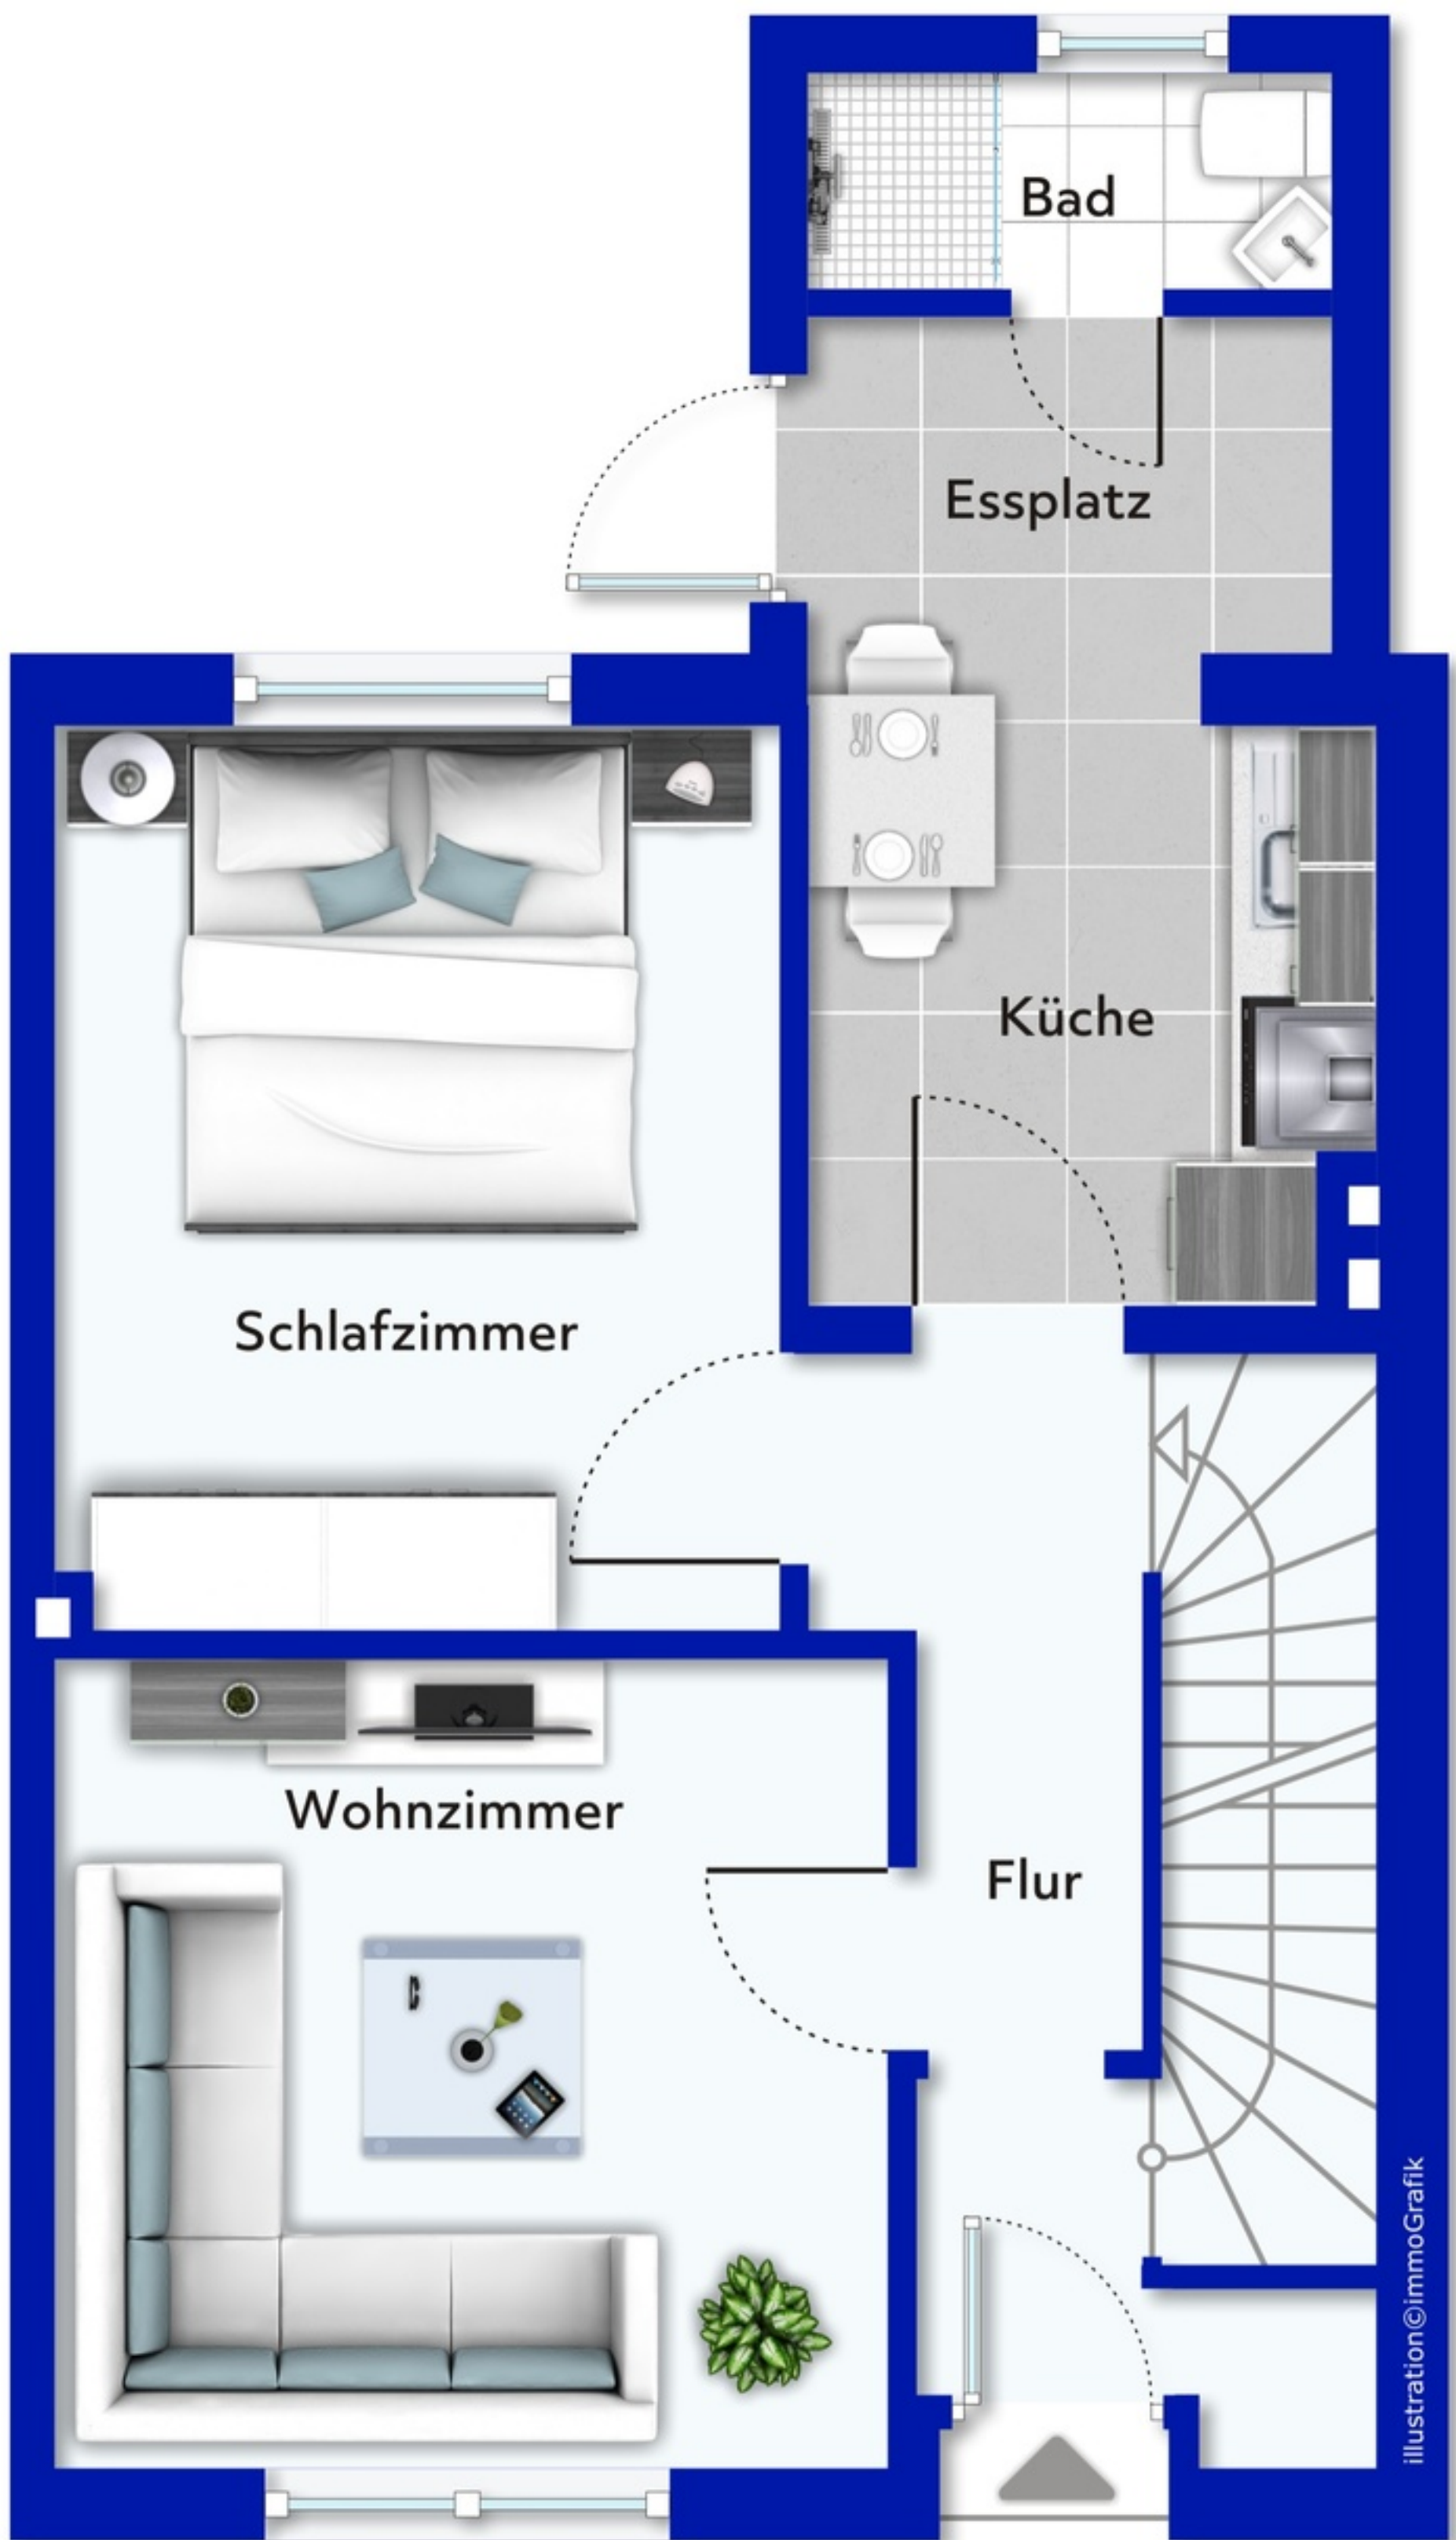 Bad
Essplatz
Küche
Schlafzimmer
Wohnzimmer
Flur
illustration©immoGrafik